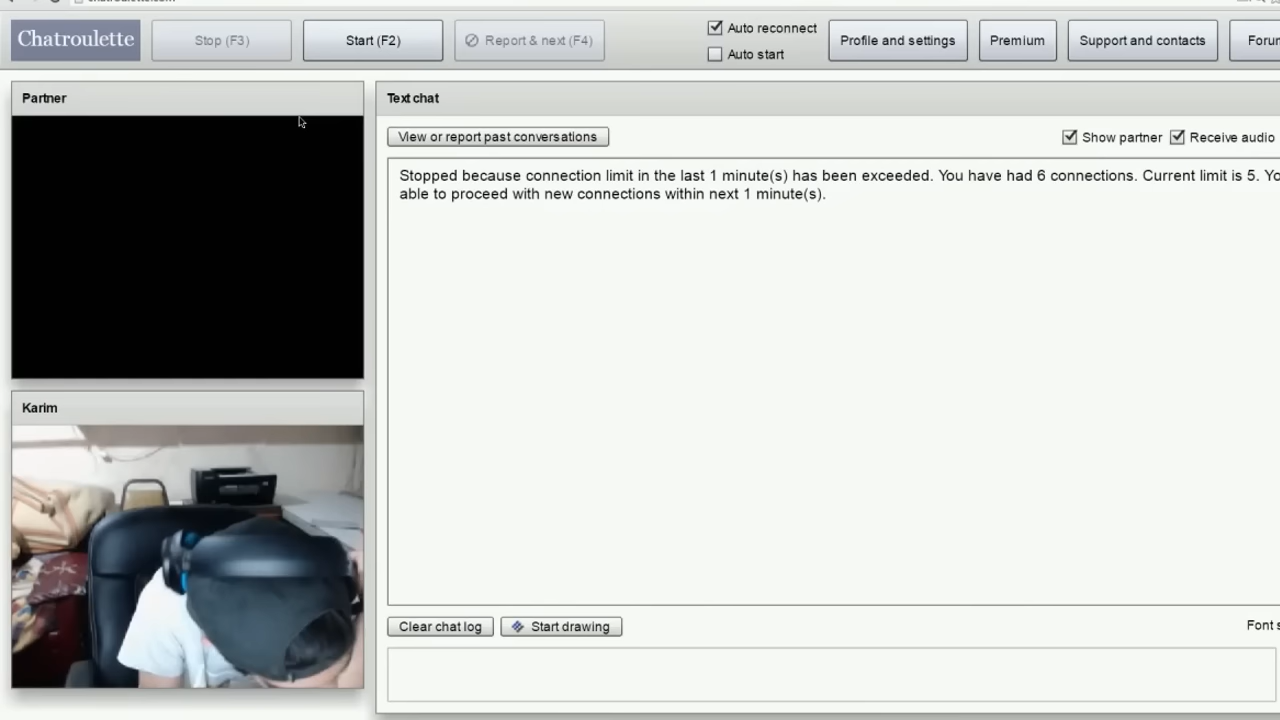 Chatroulette
Stop (F3)
Start (F2)
Report & next (F4)
Auto reconnect
Auto start
Profile and settings
Premium
Support and contacts
Partner
Text chat
View or report past conversations
Show partner
Receive audio
Stopped because connection limit in the last 1 minute(s) has been exceeded. You have had 6 connections. Current limit is 5.
able to proceed with new connections within next 1 minute(s).
Karim
Clear chat log
Start drawing
Font